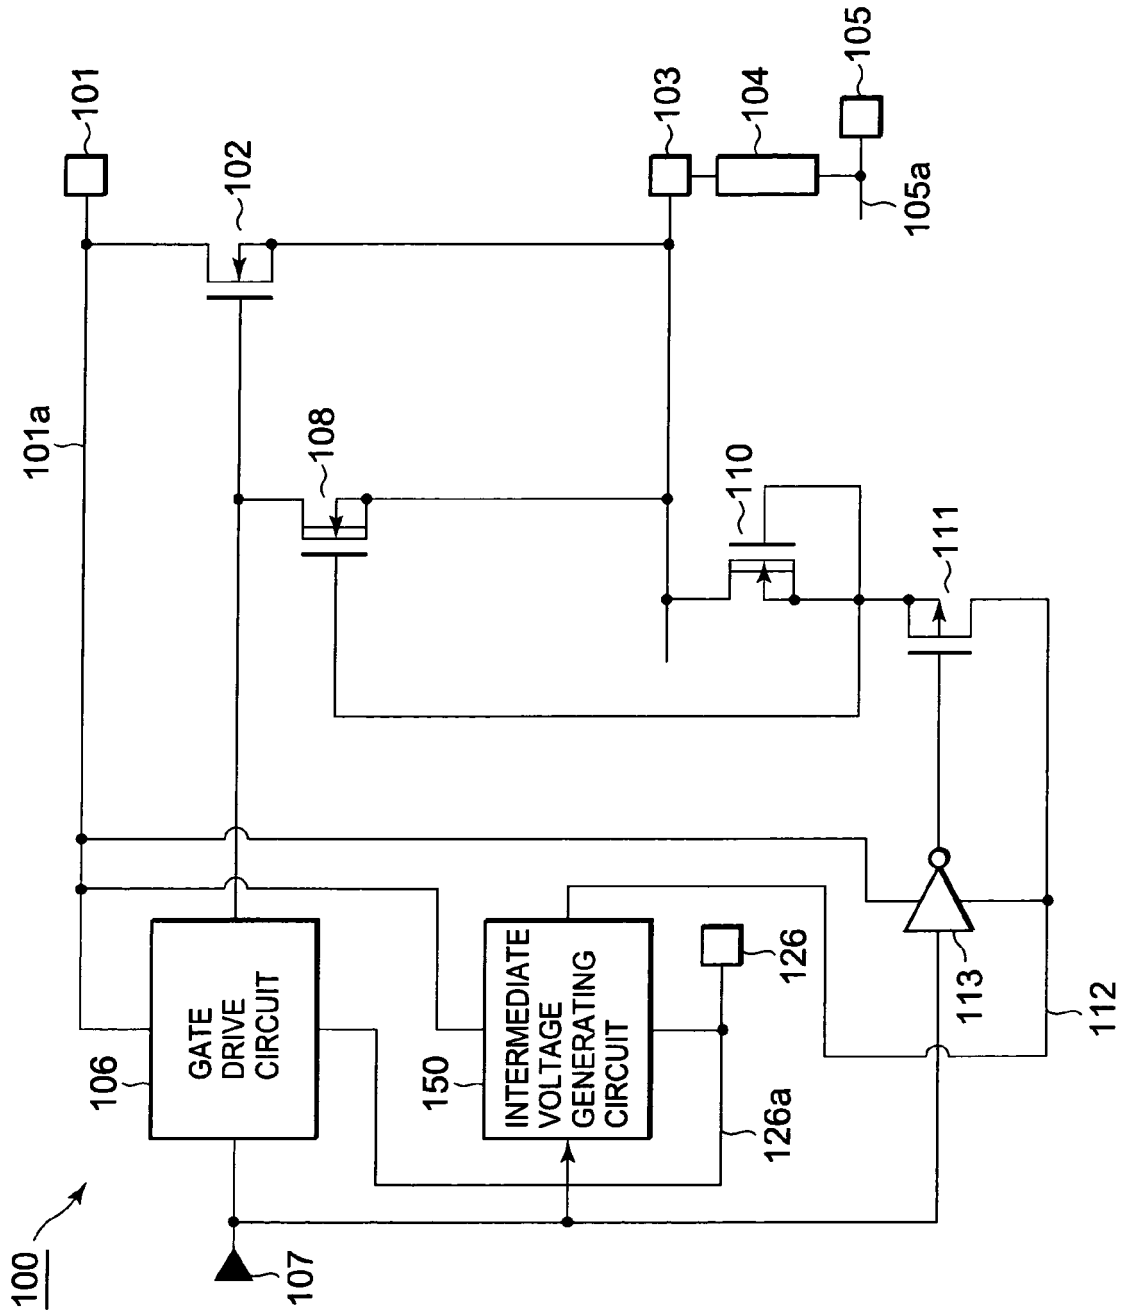 100
101
101a
102
103
104
105
105a
106
GATE
DRIVE
CIRCUIT
107
108
110
111
150
INTERMEDIATE
VOLTAGE
GENERATING
CIRCUIT
126
126a
113
112